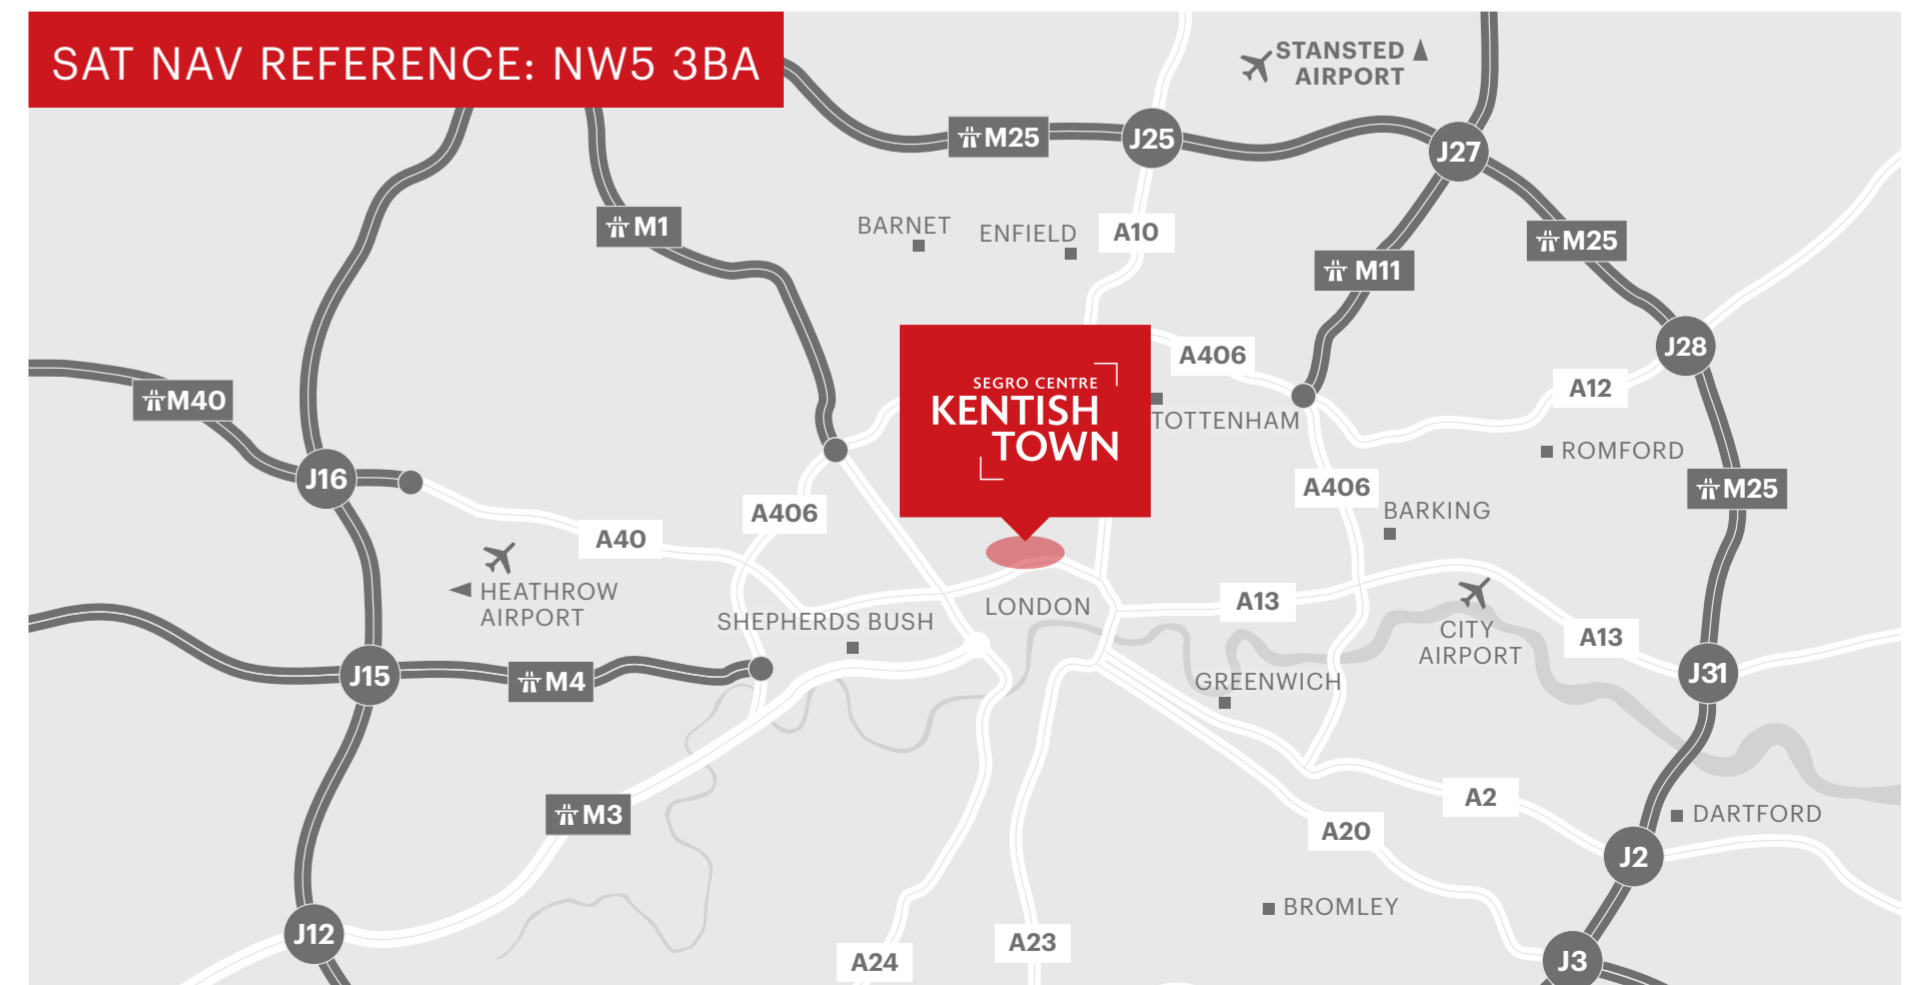 SAT NAV REFERENCE: NW5 3BA
STANSTED
AIRPORT
M25
J25
J27
M1
BARNET
ENFIELD
A10
M11
M25
J28
SEGRO CENTRE
KENTISH
TOWN
A406
TOTTENHAM
A12
ROMFORD
M40
J16
A406
A406
BARKING
M25
A40
HEATHROW
AIRPORT
SHEPHERDS BUSH
LONDON
A13
CITY
AIRPORT
A13
J15
M4
GREENWICH
J31
M3
A2
A20
DARTFORD
J2
BROMLEY
J12
A24
A23
J3